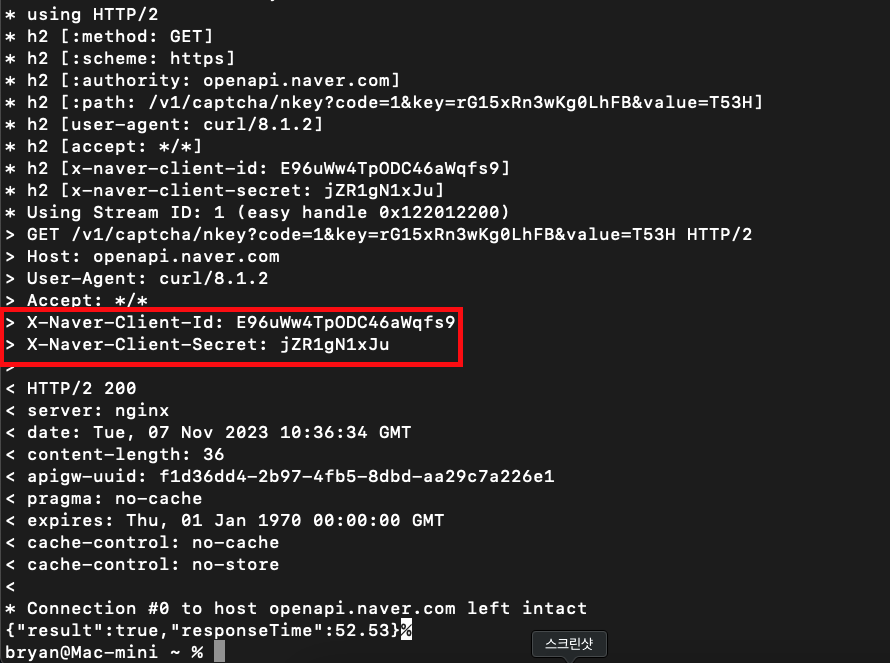 * using HTTP/2
* h2 [:method: GET]
* h2 [:scheme: https]
* h2 [:authority: openapi.naver.com]
* h2 [:path: /v1/captcha/nkey?code=1&key=rG15xRn3wKg0LhFB&value=T53H]
* h2 [user-agent: curl/8.1.2]
* h2 [accept: */*]
* h2 [x-naver-client-id: E96uWw4TpODC46aWqfs9]
* h2 [x-naver-client-secret: jZR1gN1xJu]
* Using Stream ID: 1 (easy handle 0x122012200)
> GET /v1/captcha/nkey?code=1&key=rG15xRn3wKg0LhFB&value=T53H HTTP/2
> Host: openapi.naver.com
> User-Agent: curl/8.1.2
> Accept: */*
> X-Naver-Client-Id: E96uWw4TpODC46aWqfs9
> X-Naver-Client-Secret: jZR1gN1xJu
>
< HTTP/2 200
< server: nginx
< date: Tue, 07 Nov 2023 10:36:34 GMT
< content-length: 36
< apigw-uuid: f1d36dd4-2b97-4fb5-8dbd-aa29c7a226e1
< pragma: no-cache
< expires: Thu, 01 Jan 1970 00:00:00 GMT
< cache-control: no-cache
< cache-control: no-store
<
* Connection #0 to host openapi.naver.com left intact
{"result":true,"responseTime":52.53}%
bryan@Mac-mini ~ %
스크린샷